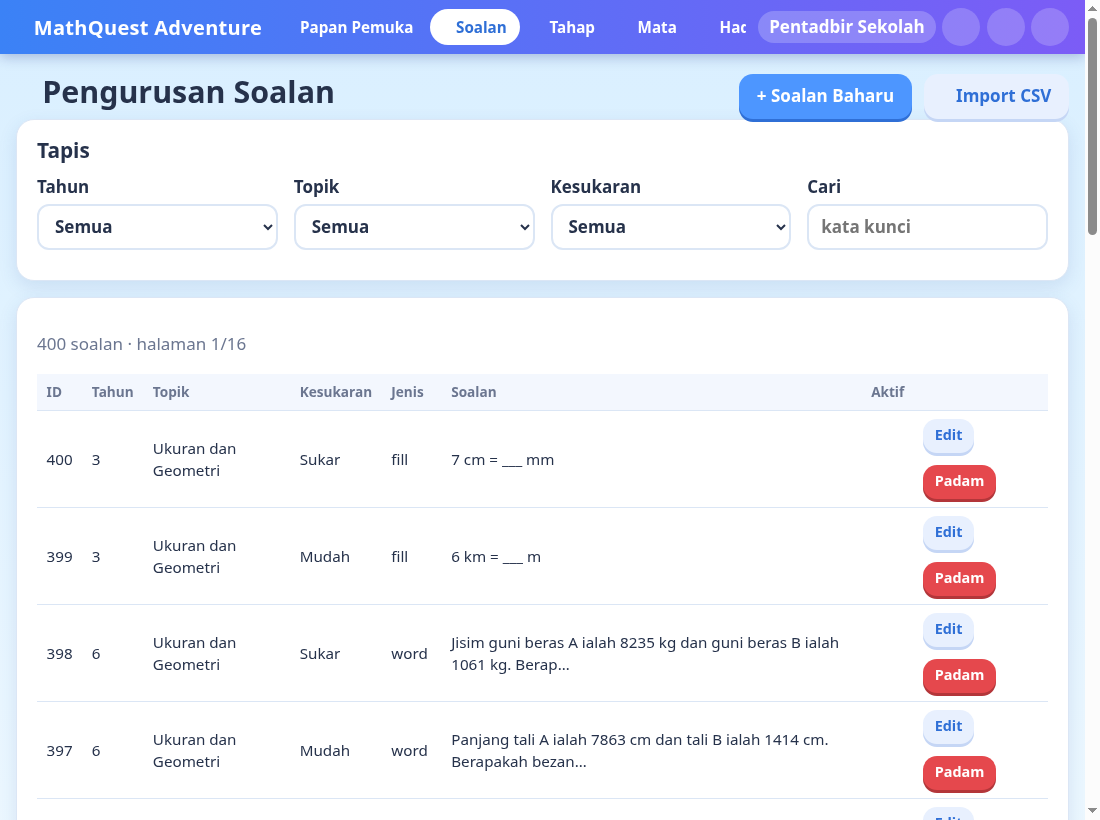 MathQuest Adventure Papan Pemuka Soalan Tahap Mata Had Pentadbir Sekolah
Pengurusan Soalan
+ Soalan Baharu Import CSV
Tapis
Tahun Topik Kesukaran Cari
Semua Semua Semua kata kunci
400 soalan · halaman 1/16
ID Tahun Topik Kesukaran Jenis Soalan Aktif
400 3 Ukuran dan Geometri Sukar fill 7 cm = ___ mm Edit
Padam
399 3 Ukuran dan Geometri Mudah fill 6 km = ___ m Edit
Padam
398 6 Ukuran dan Geometri Sukar word Jisim guni beras A ialah 8235 kg dan guni beras B ialah
1061 kg. Berap... Edit
Padam
397 6 Ukuran dan Geometri Mudah word Panjang tali A ialah 7863 cm dan tali B ialah 1414 cm.
Berapakah bezan... Edit
Padam